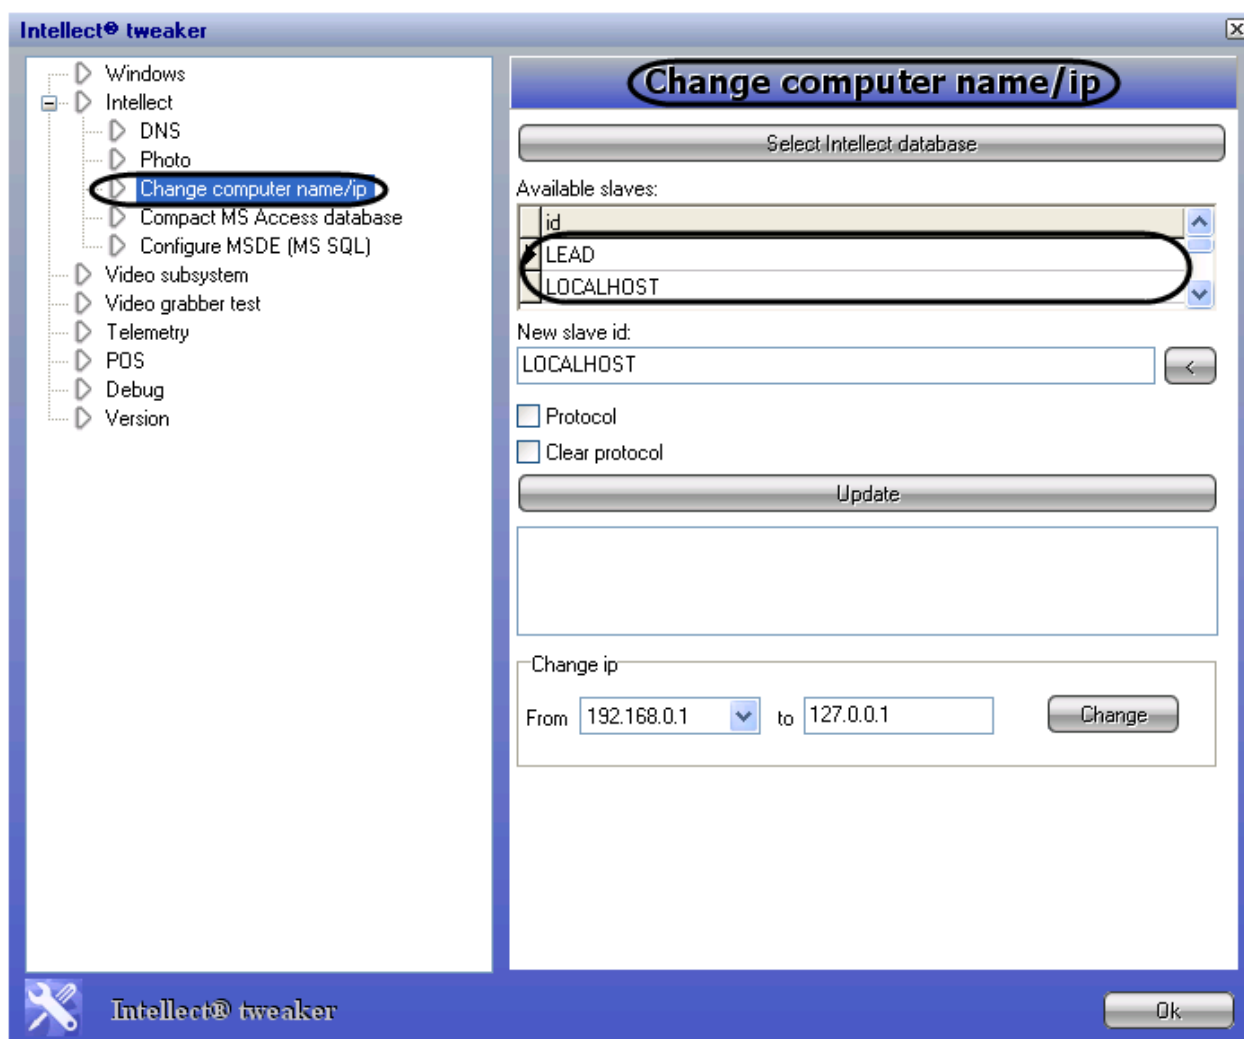 Intellect® tweaker
Windows
Intellect
DNS
Photo
Change computer name/ip
Compact MS Access database
Configure MSDE (MS SQL)
Video subsystem
Video grabber test
Telemetry
POS
Debug
Version
Change computer name/ip
Select Intellect database
Available slaves:
id
LEAD
LOCALHOST
New slave id:
LOCALHOST
<
Protocol
Clear protocol
Update
Change ip
From 192.168.0.1 to 127.0.0.1 Change
Intellect® tweaker
Ok